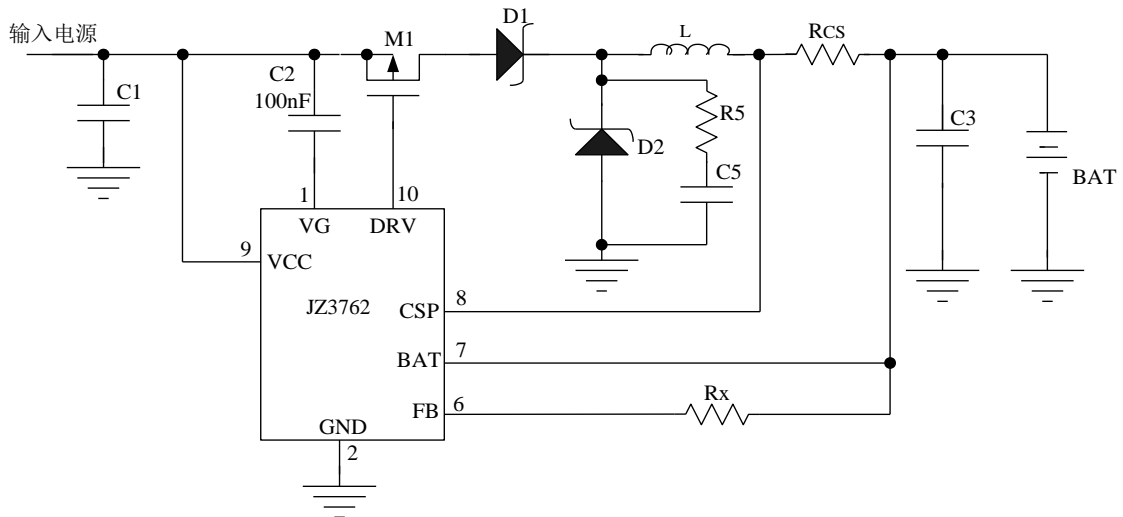 输入电源
D1
M1
L
RCS
C1
C2
100nF
R5
D2
C5
C3
BAT
1
10
VG
DRV
9
VCC
JZ3762
CSP
8
BAT
7
FB
6
Rx
GND
2